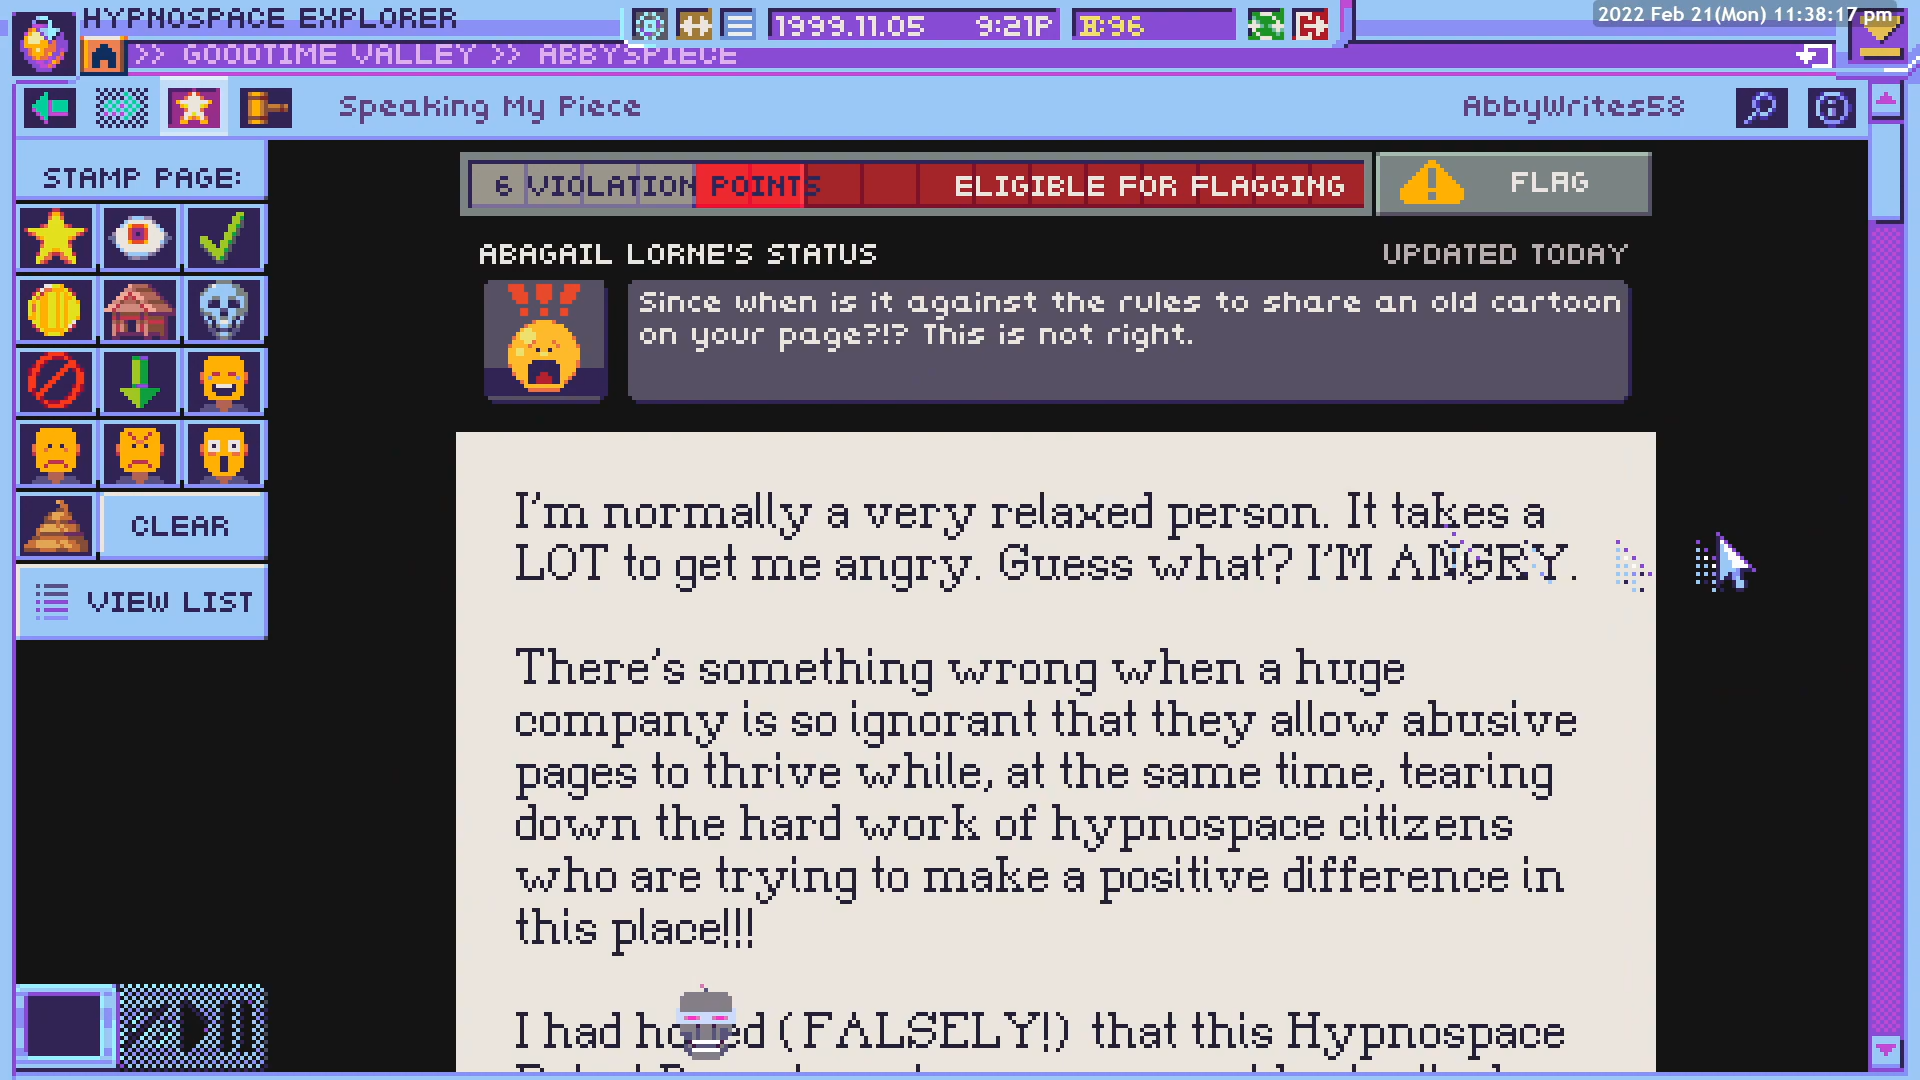 HYPNOSPACE EXPLORER
1999.11.05 9:21P
96
2022 Feb 21(Mon) 11:38:17 pm
>> GOODTIME VALLEY >> ABBYSPIECE
Speaking My Piece
AbbyWrites58
STAMP PAGE:
6 VIOLATION POINTS
ELIGIBLE FOR FLAGGING
FLAG
ABAGAIL LORNE'S STATUS
UPDATED TODAY
Since when is it against the rules to share an old cartoon
on your page?!? This is not right.
CLEAR
VIEW LIST
I'm normally a very relaxed person. It takes a
LOT to get me angry. Guess what? I'M ANGRY.
There's something wrong when a huge
company is so ignorant that they allow abusive
pages to thrive while, at the same time, tearing
down the hard work of hypnospace citizens
who are trying to make a positive difference in
this place!!!
I had hoped (FALSELY!) that this Hypnospace